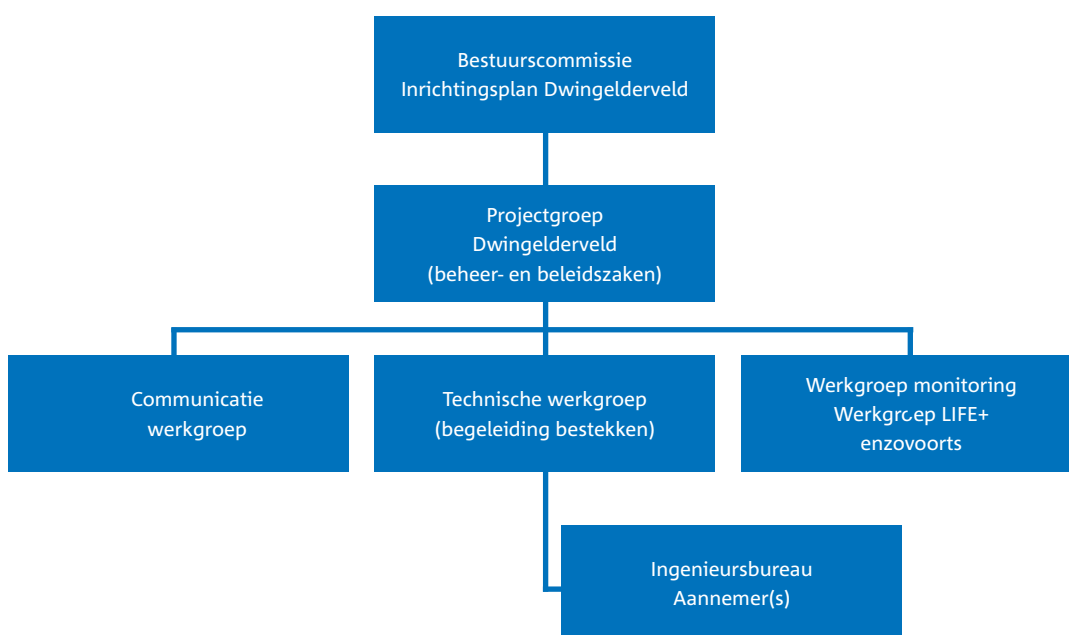 Bestuurscommissie
Inrichtingsplan Dwingelderveld
Projectgroep
Dwingelderveld
(beheer- en beleidszaken)
Communicatie
werkgroep
Technische werkgroep
(begeleiding bestekken)
Werkgroep monitoring
Werkgroep LIFE+
enzovoorts
Ingenieursbureau
Aannemer(s)